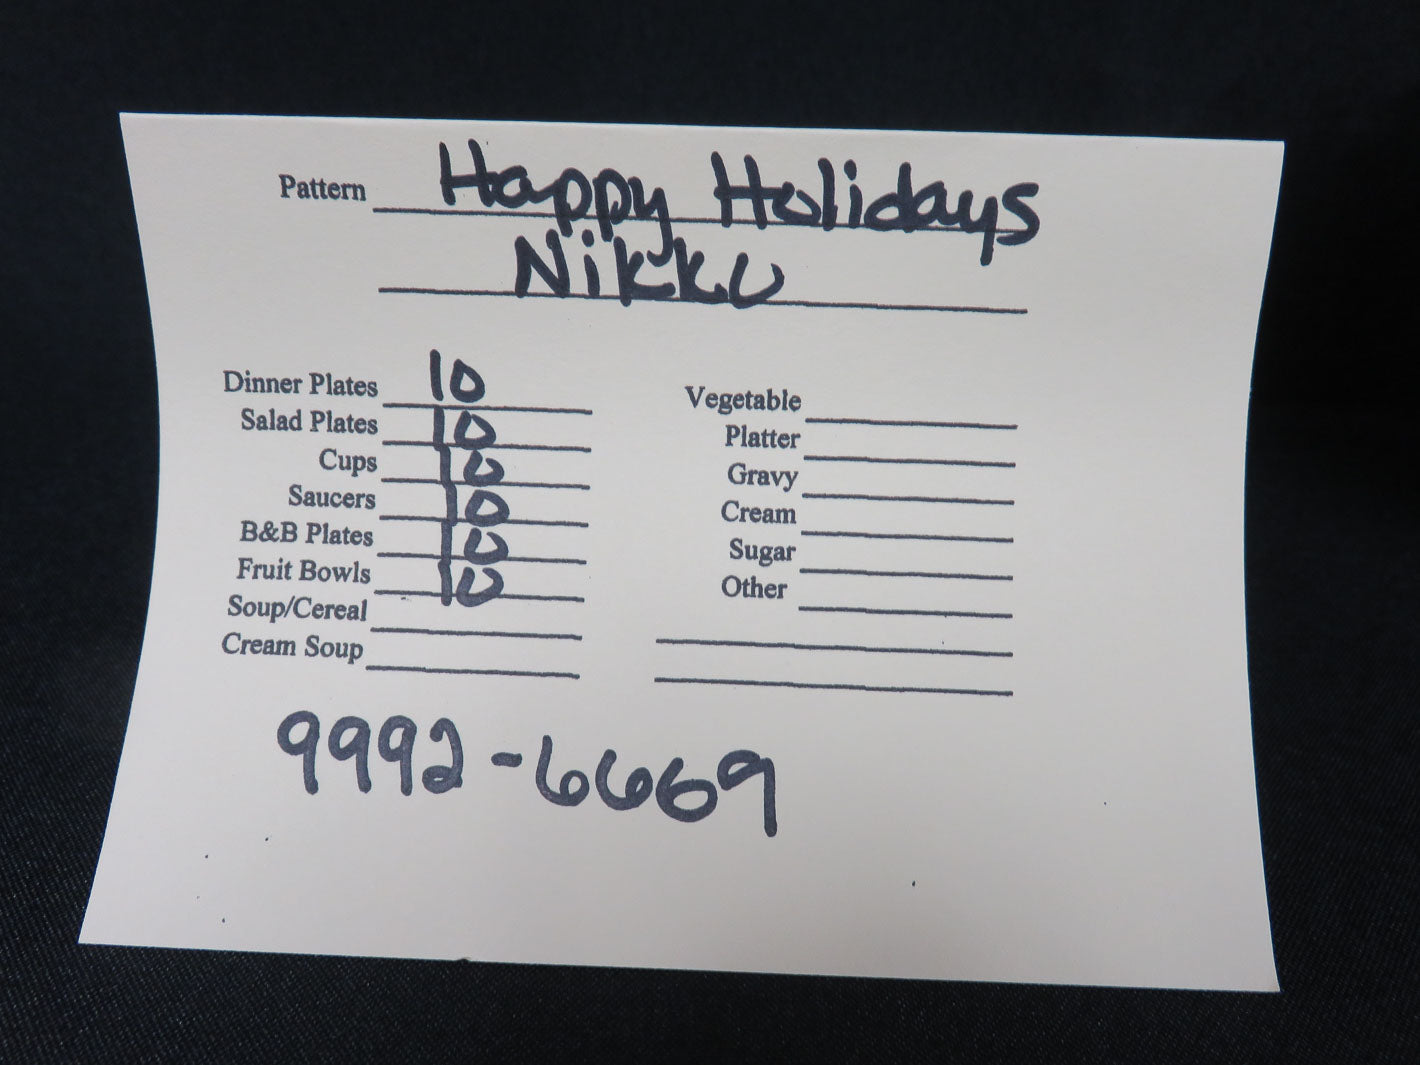 Pattern Happy Holidays
Nikko
Dinner Plates 10
Salad Plates 10
Cups 10
Saucers 10
B&B Plates 10
Fruit Bowls 10
Soup/Cereal
Cream Soup
Vegetable
Platter
Gravy
Cream
Sugar
Other
9992-6669